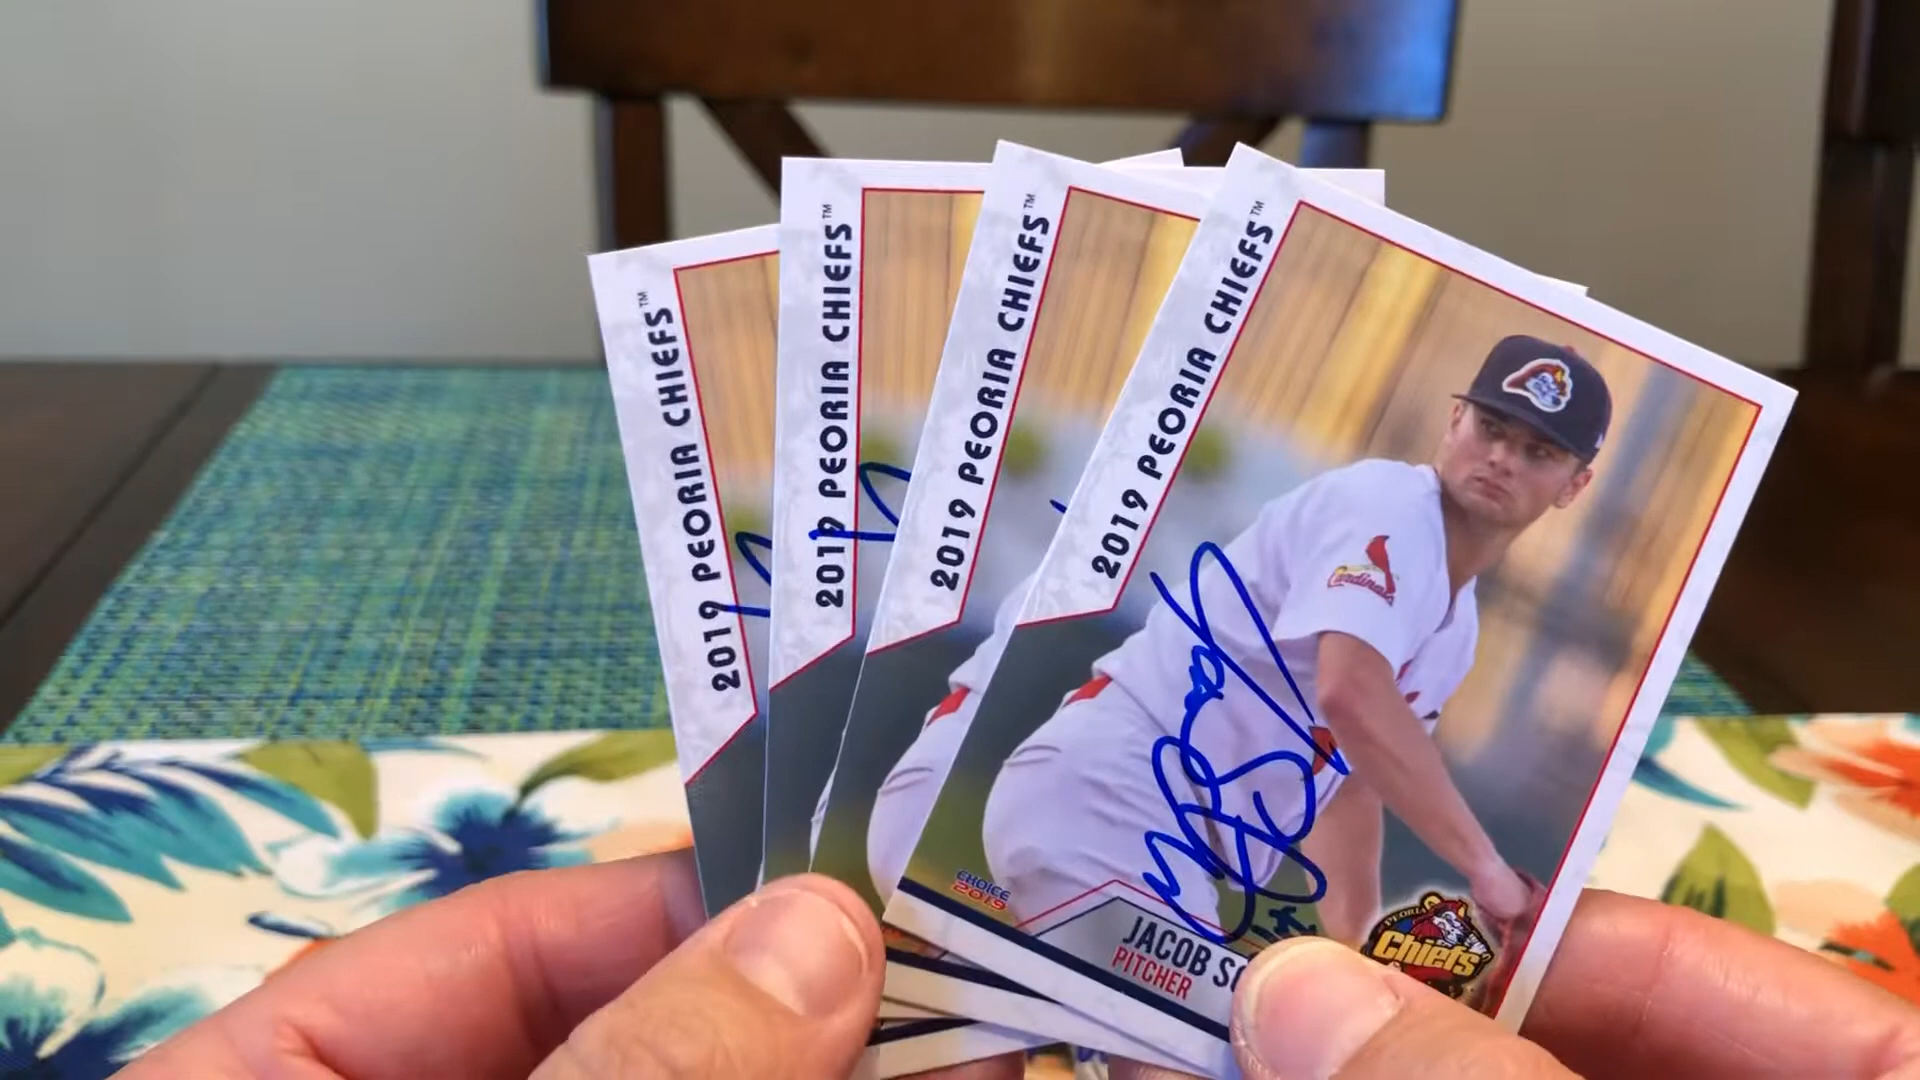 2019 PEORIA CHIEFS™
2019 PEORIA CHIEFS™
2019 PEORIA CHIEFS™
2019 PEORIA CHIEFS™
Cardinals
CHOICE
2019
JACOB
PITCHER
PEORIA
Chiefs